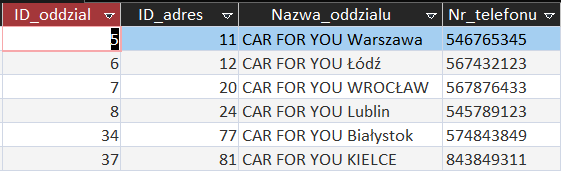 ID_oddzial ID_adres Nazwa_oddzialu Nr_telefonu
5 11 CAR FOR YOU Warszawa 546765345
6 12 CAR FOR YOU Łódź 567432123
7 20 CAR FOR YOU WROCŁAW 567876433
8 24 CAR FOR YOU Lublin 545789123
34 77 CAR FOR YOU Białystok 574843849
37 81 CAR FOR YOU KIELCE 843849311